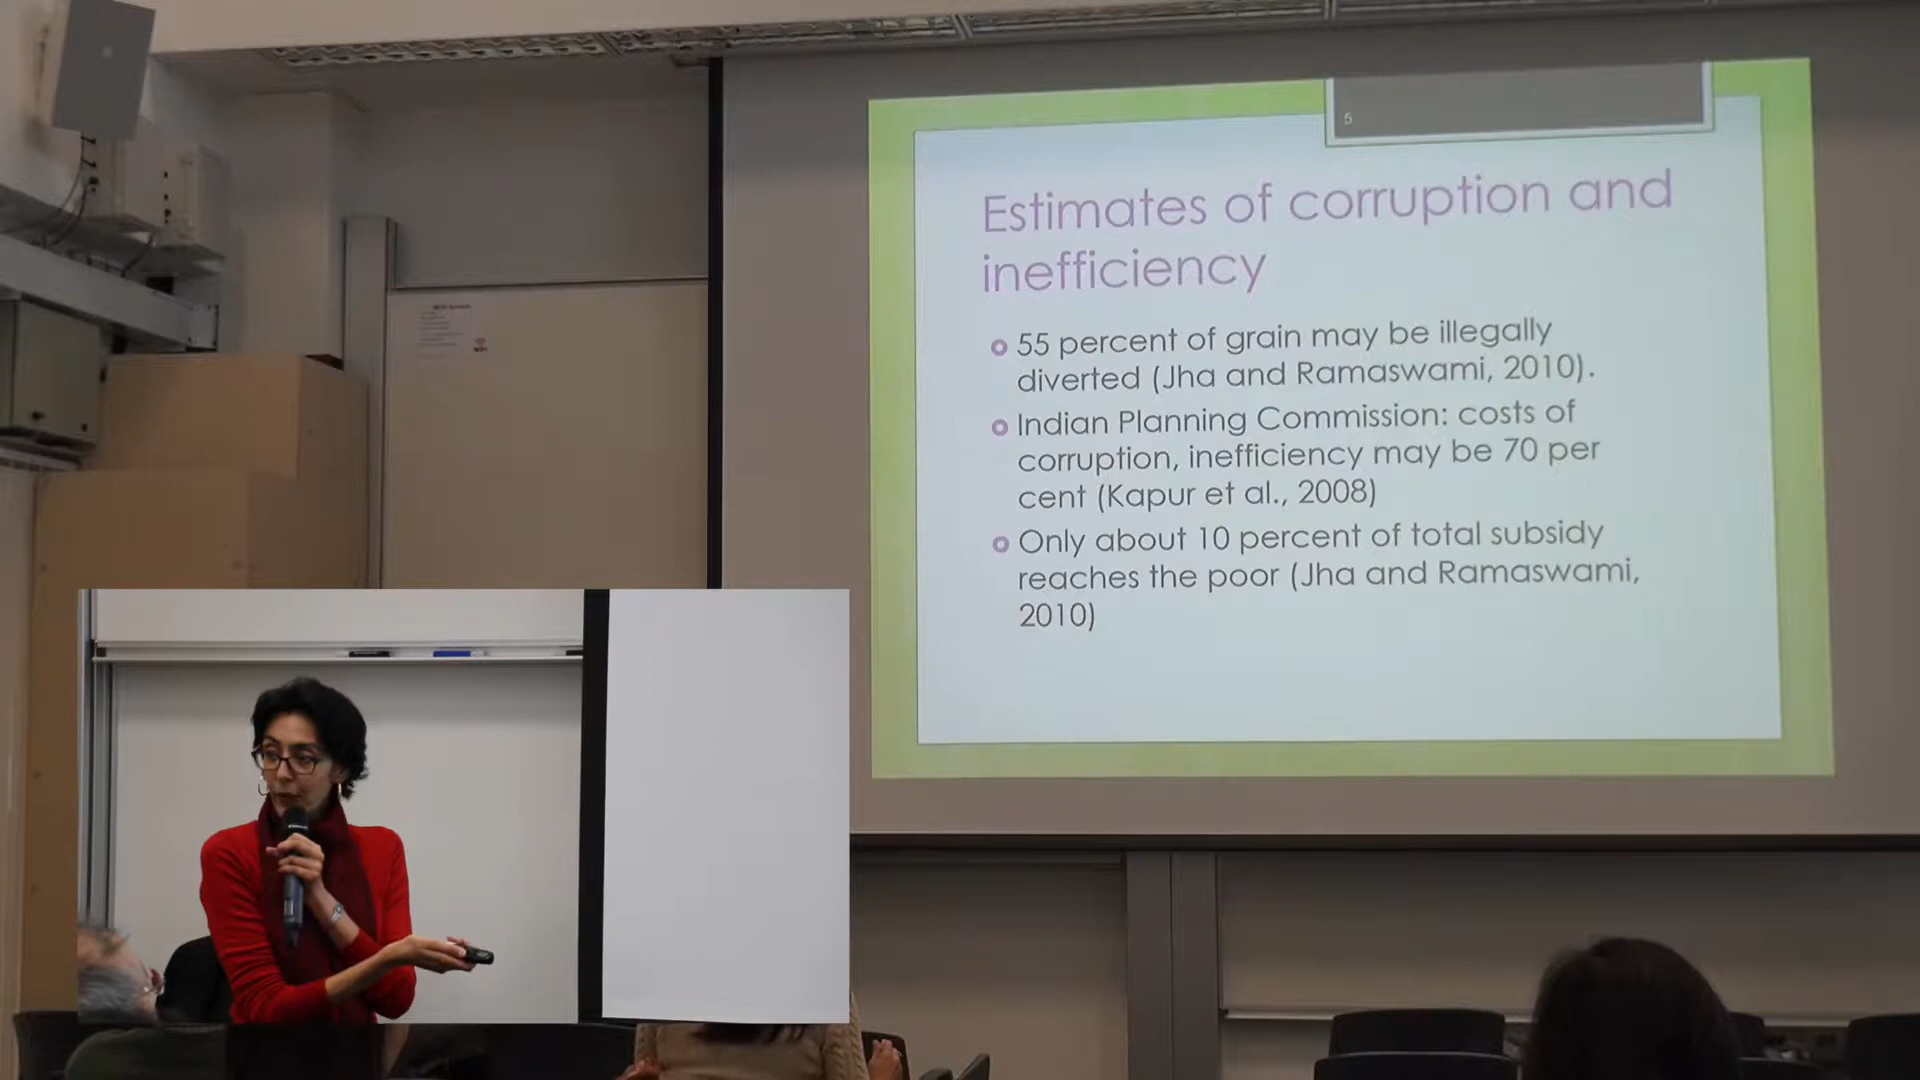 5
Estimates of corruption and
inefficiency
55 percent of grain may be illegally
diverted (Jha and Ramaswami, 2010).
Indian Planning Commission: costs of
corruption, inefficiency may be 70 per
cent (Kapur et al., 2008)
Only about 10 percent of total subsidy
reaches the poor (Jha and Ramaswami,
2010)